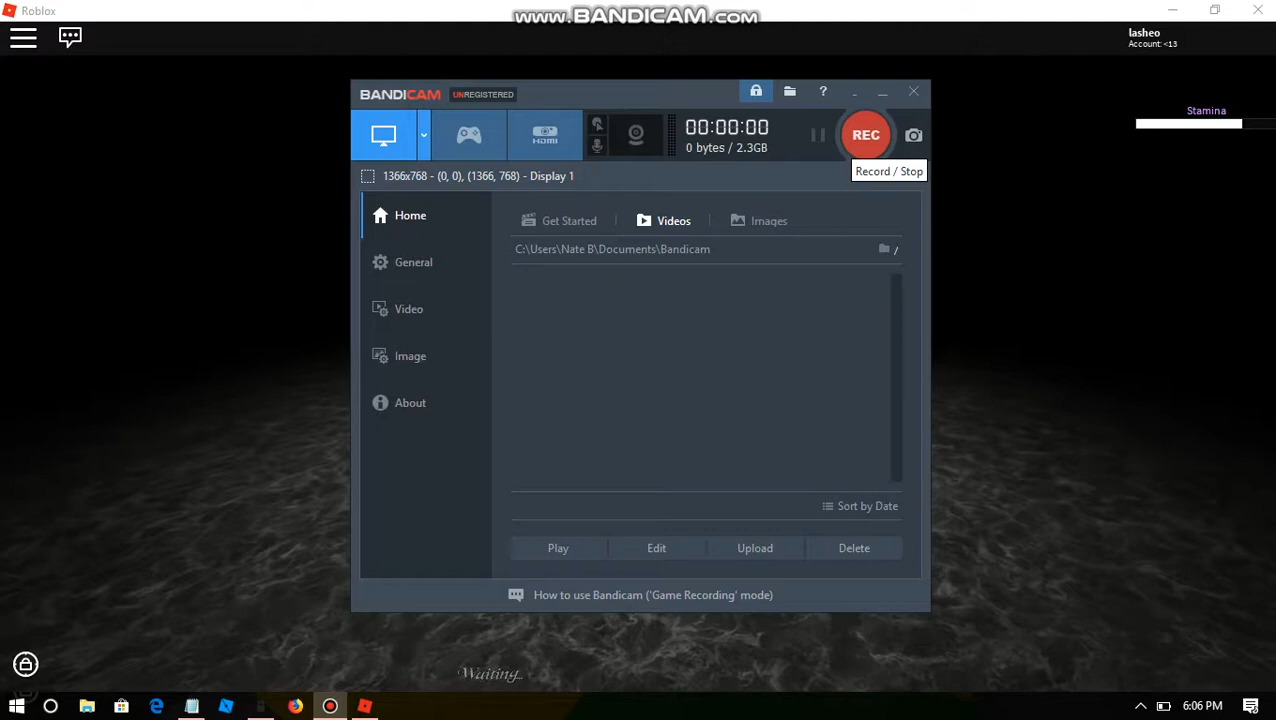 Roblox
www.BANDICAM.com
lasheo
Account: <13
Stamina
BANDICAM UNREGISTERED
?
HDMI
00:00:00
0 bytes / 2.3GB
REC
Record / Stop
1366x768 - (0, 0), (1366, 768) - Display 1
Home
General
Video
Image
About
Get Started
Videos
Images
C:\Users\Nate B\Documents\Bandicam
/
Sort by Date
Play
Edit
Upload
Delete
How to use Bandicam ('Game Recording' mode)
Waiting...
6:06 PM